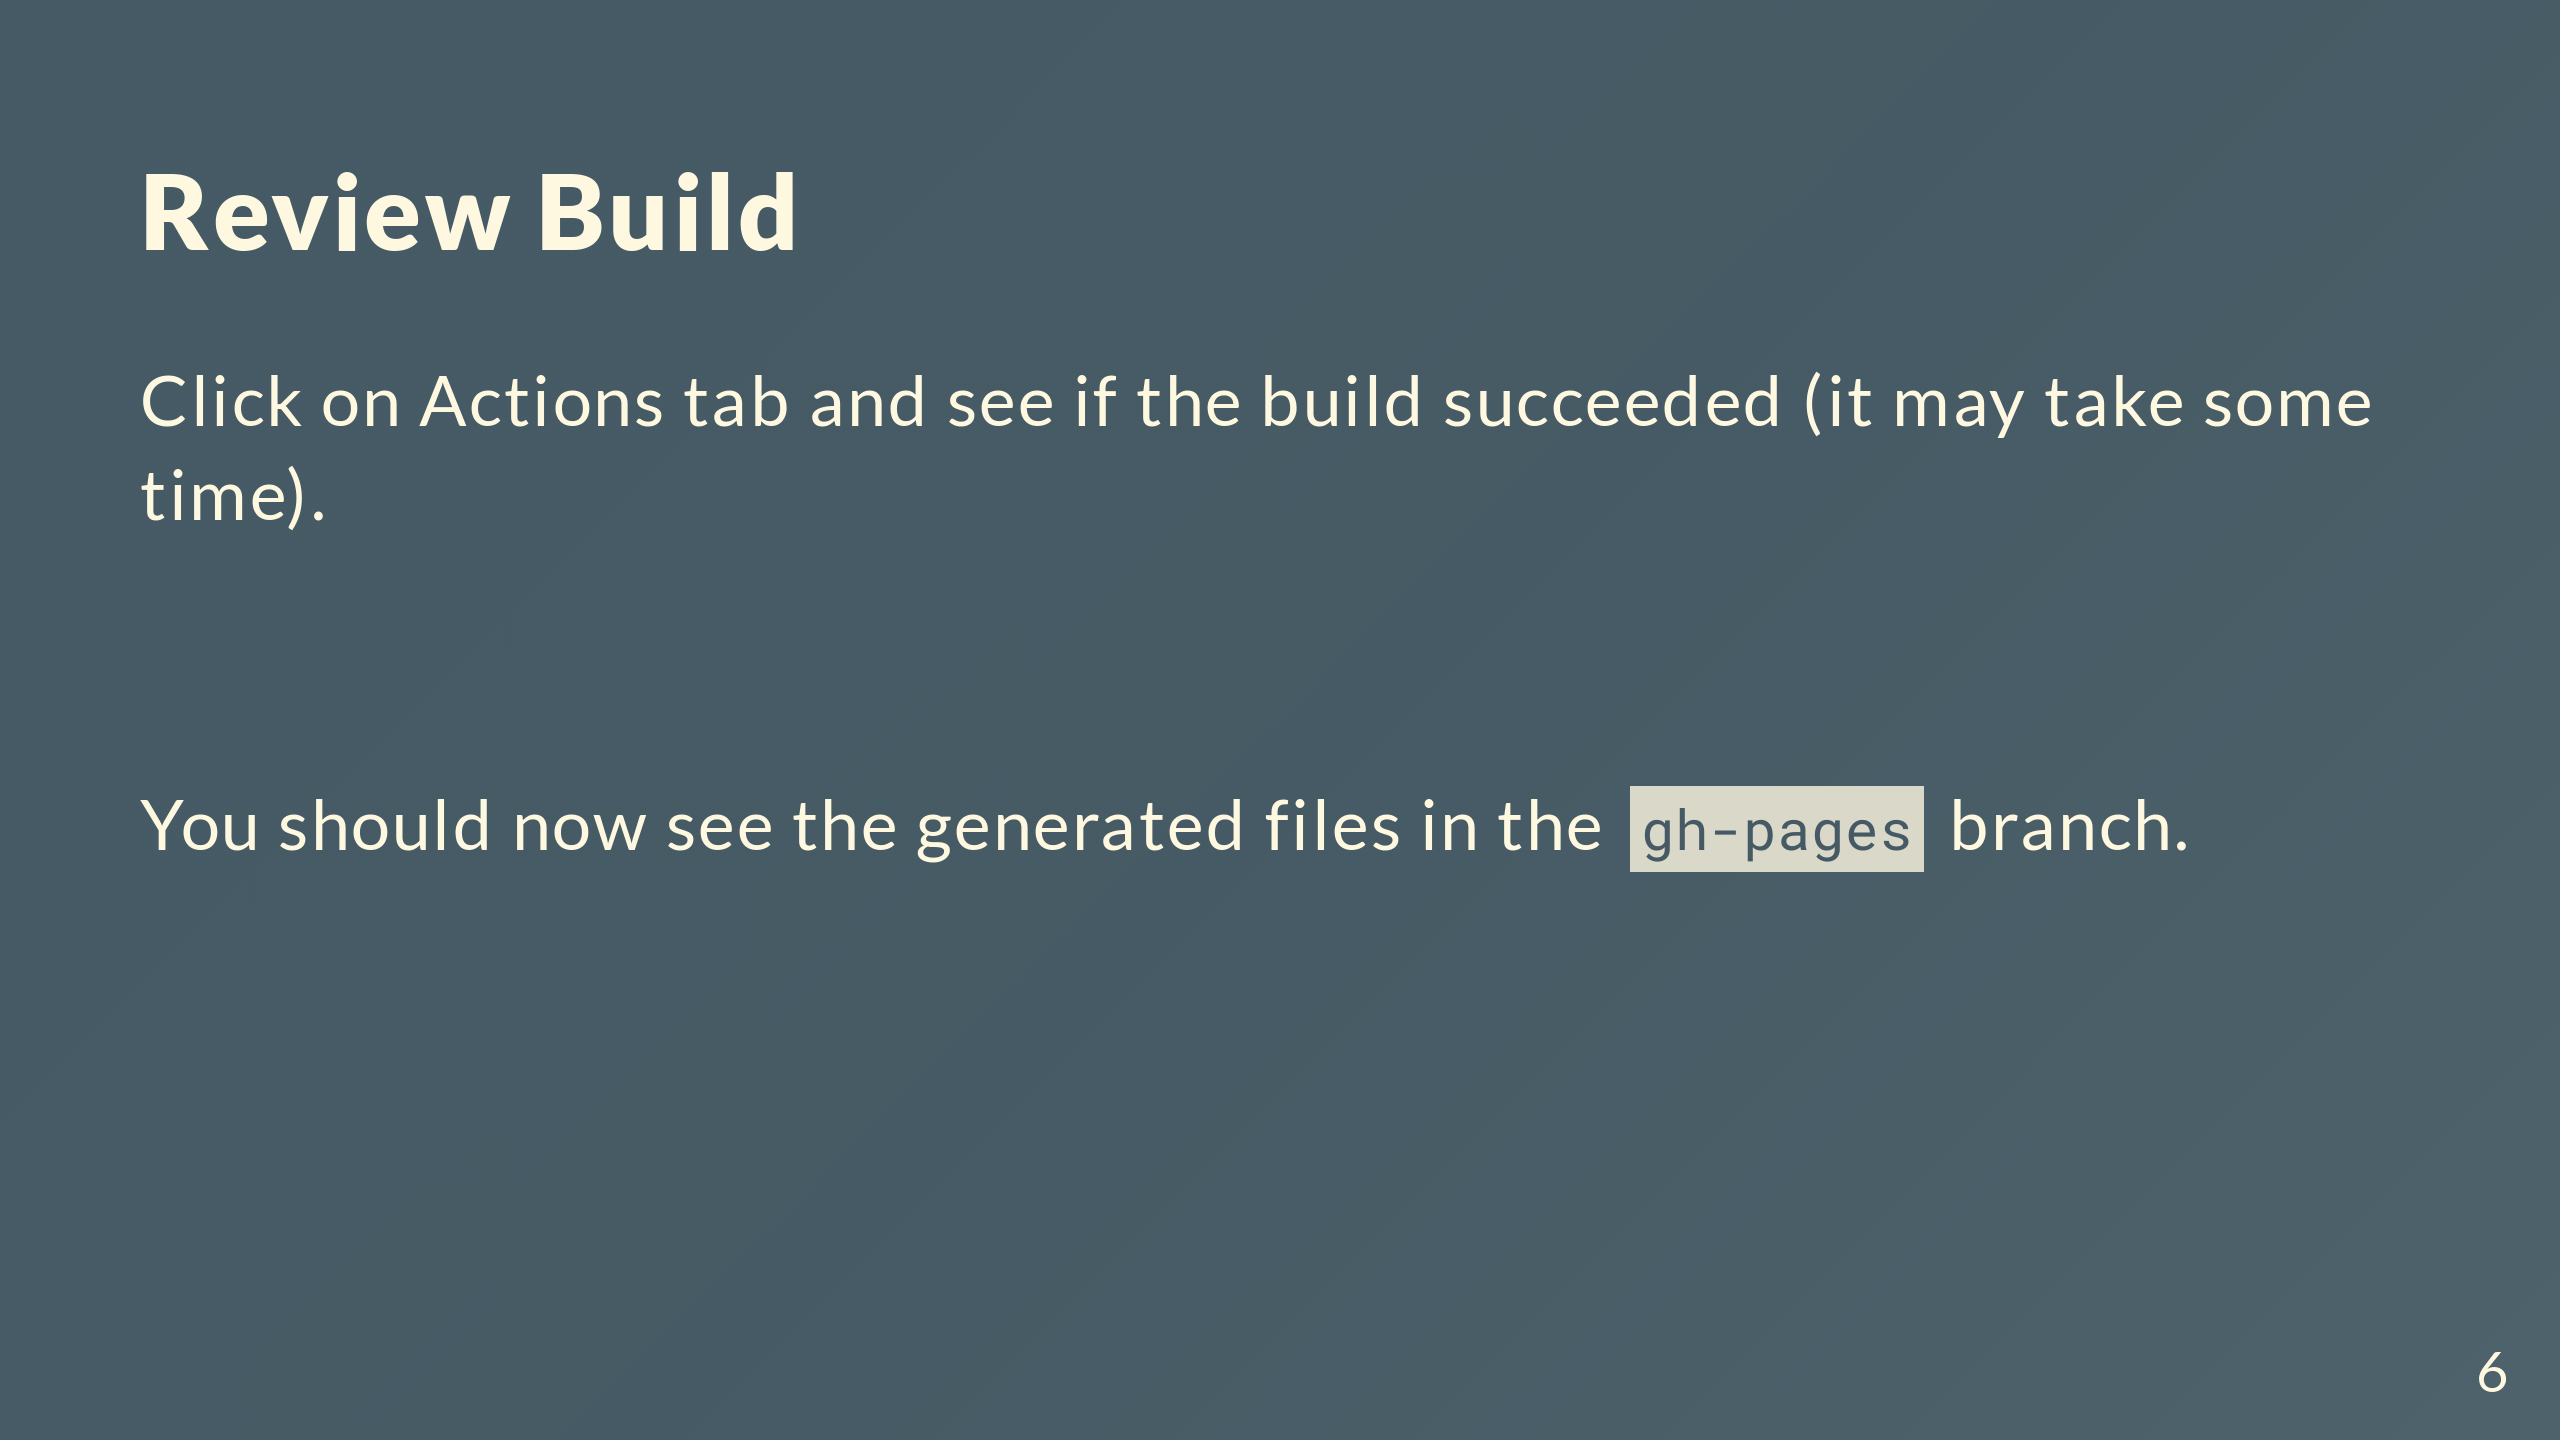 Review Build
Click on Actions tab and see if the build succeeded (it may take some
time).
You should now see the generated files in the gh-pages branch.
6